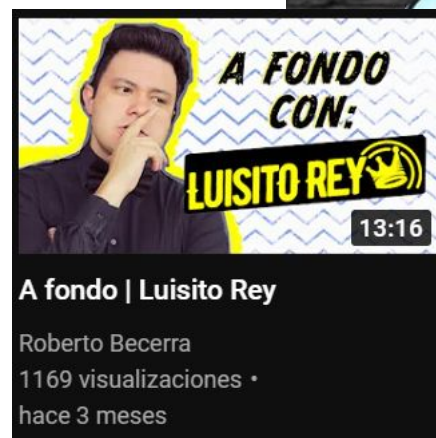 A FONDO
CON:
LUISITO REY
13:16
A fondo | Luisito Rey
Roberto Becerra
1169 visualizaciones •
hace 3 meses